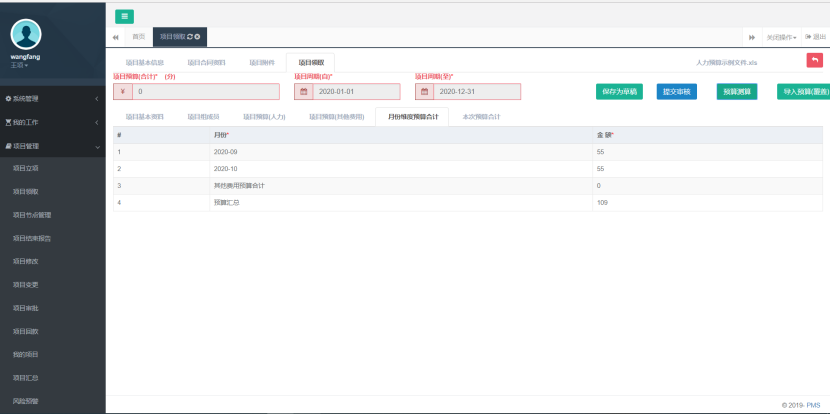 wangfang
主项
系统管理
我的工作
项目管理
项目立项
项目领取
项目节点管理
项目结束报告
项目修改
项目变更
项目审批
项目回款
我的项目
项目汇总
风险预警
首页
项目领取
关闭操作
退出
项目基本信息
项目合同项目
项目附件
项目领取
人力预算示例文件.xls
项目预算(合计)* (分)
项目周期(自)*
项目周期(至)*
¥ 0
2020-01-01
2020-12-31
保存为草稿
提交审核
预算测算
导入预算(覆盖)
项目基本项目
项目组成员
项目预算(人力))
项目预算(其他费用)
月份维度预算合计
本次预算合计
# 月份* 金 额*
1 2020-09 55
2 2020-10 55
3 其他费用预算合计 0
4 预算汇总 109
© 2019- PMS